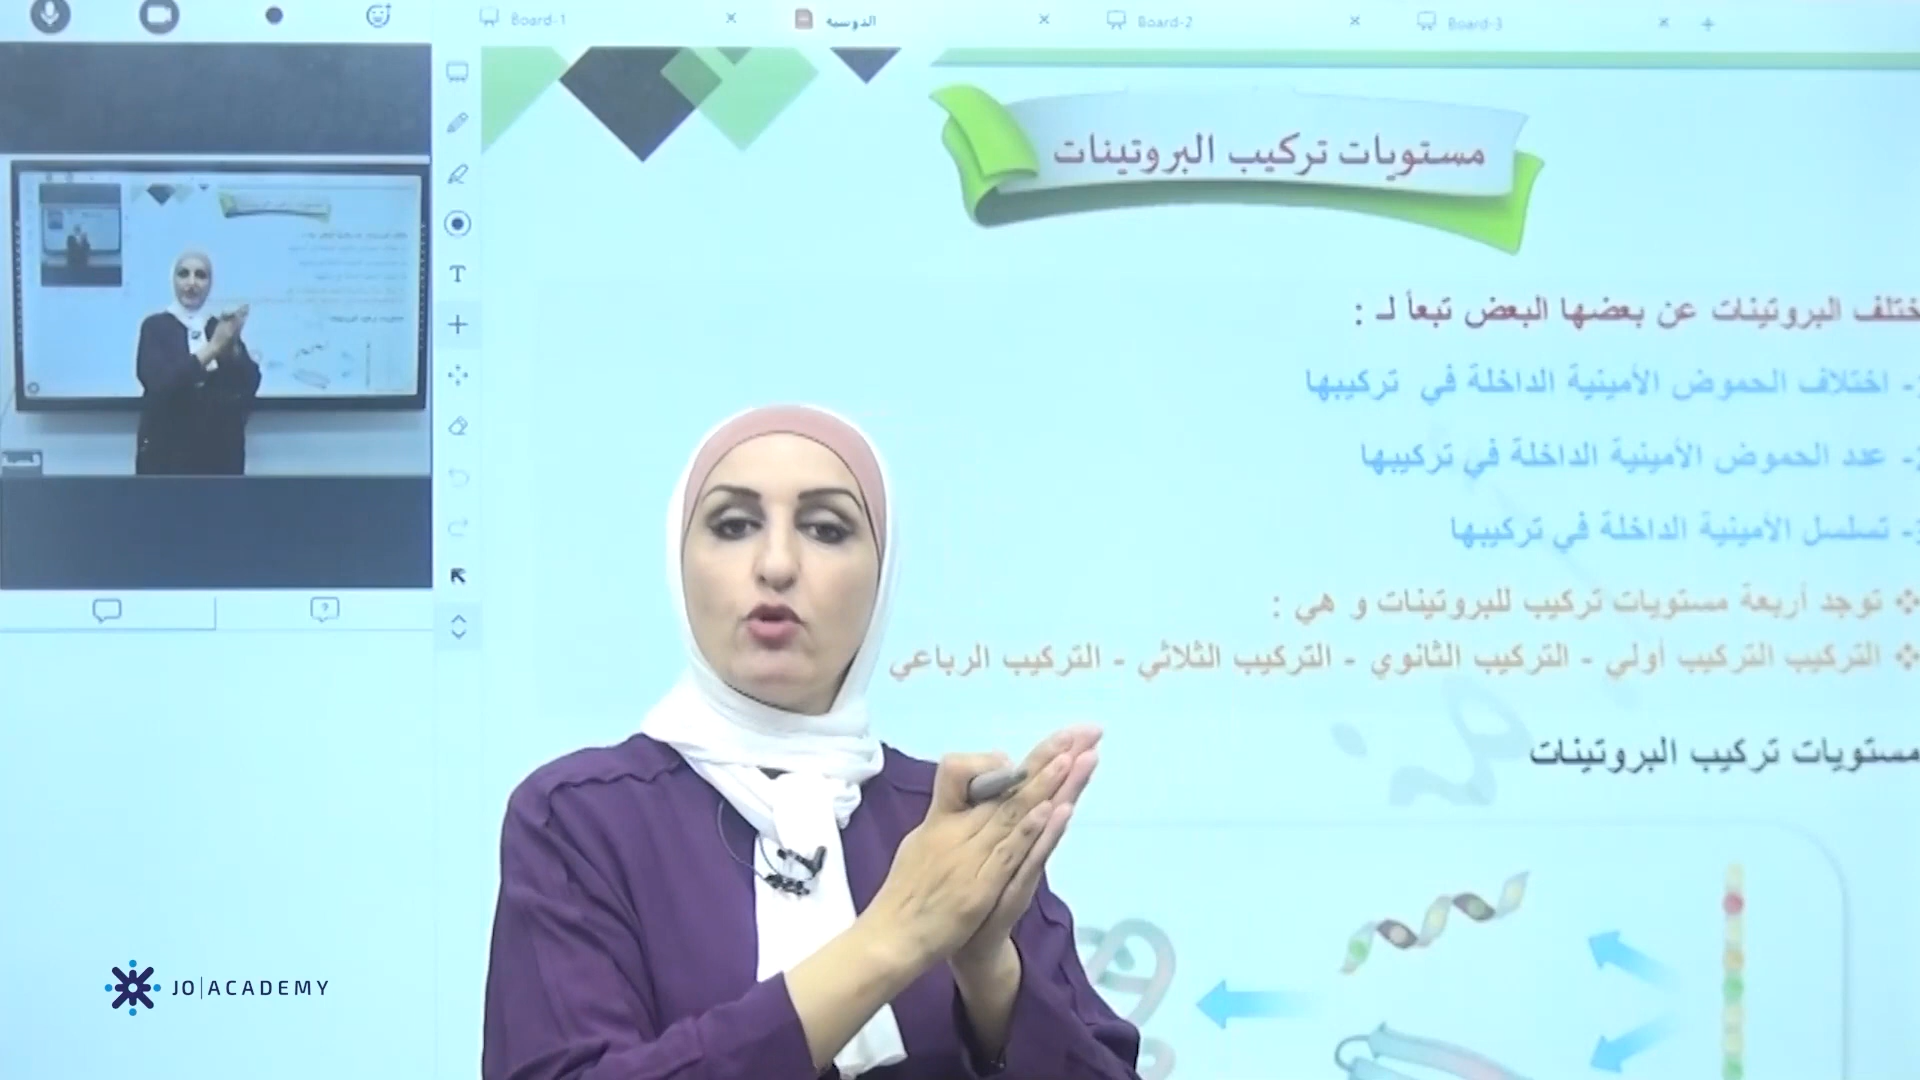 Board-1
الدوسية
Board-2
Board-3
مستويات تركيب البروتينات
ختلف البروتينات عن بعضها البعض تبعاً لـ :
- اختلاف الحموض الأمينية الداخلة في تركيبها
- عدد الحموض الأمينية الداخلة في تركيبها
- تسلسل الأمينية الداخلة في تركيبها
توجد أربعة مستويات تركيب للبروتينات و هي :
التركيب التركيب أولي - التركيب الثانوي - التركيب الثلاثي - التركيب الرباعي
مستويات تركيب البروتينات
JO|ACADEMY